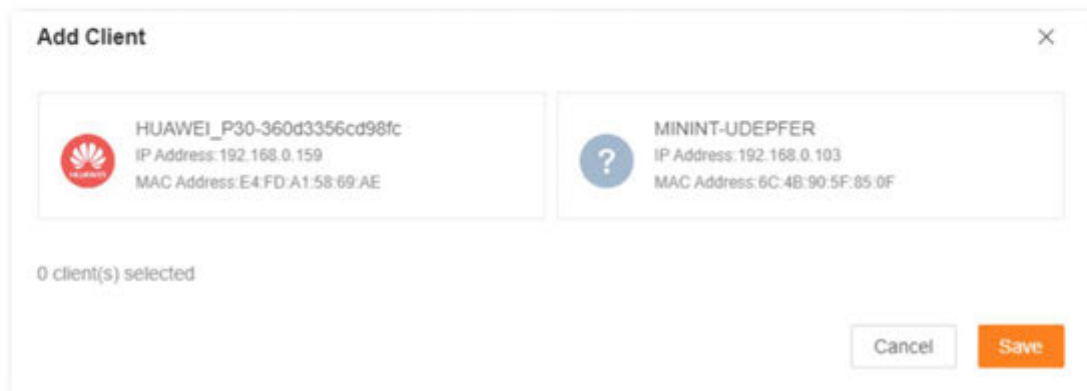 Add Client
HUAWEI_P30-360d3356cd98fc
IP Address:192.168.0.159
MAC Address:E4:FD:A1:58:69:AE
HUAWEI
MININT-UDEPFER
IP Address:192.168.0.103
MAC Address:6C:4B:90:5F:85:0F
?
0 client(s) selected
Cancel
Save